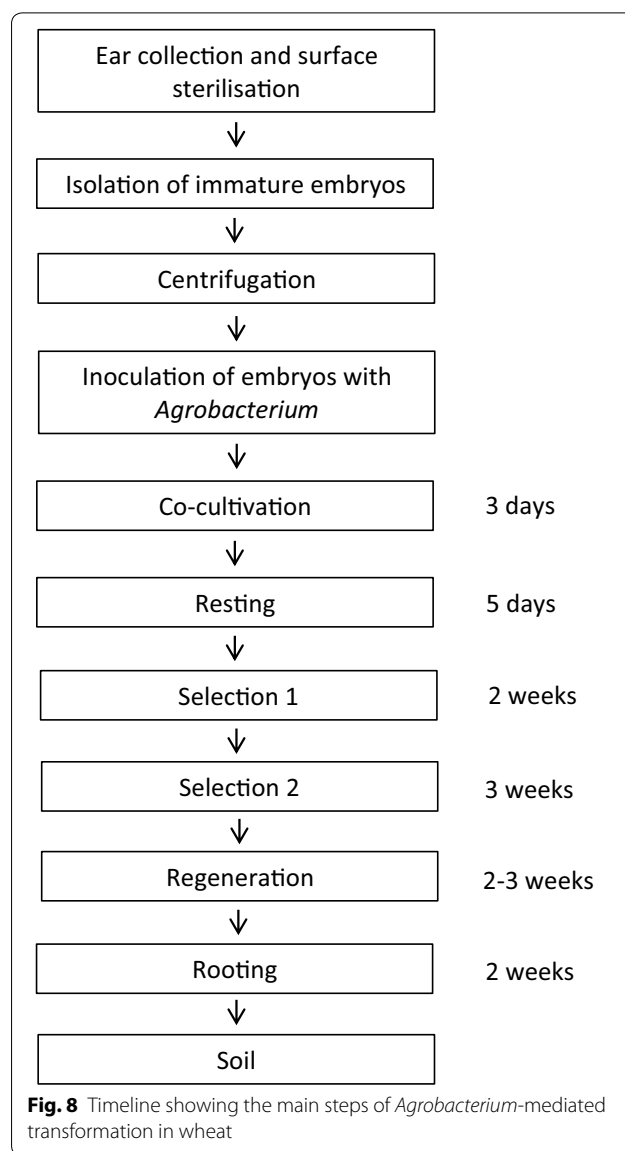 Ear collection and surface
sterilisation
Isolation of immature embryos
Centrifugation
Inoculation of embryos with
Agrobacterium
Co-cultivation 3 days
Resting 5 days
Selection 1 2 weeks
Selection 2 3 weeks
Regeneration 2-3 weeks
Rooting 2 weeks
Soil
Fig. 8 Timeline showing the main steps of Agrobacterium-mediated
transformation in wheat